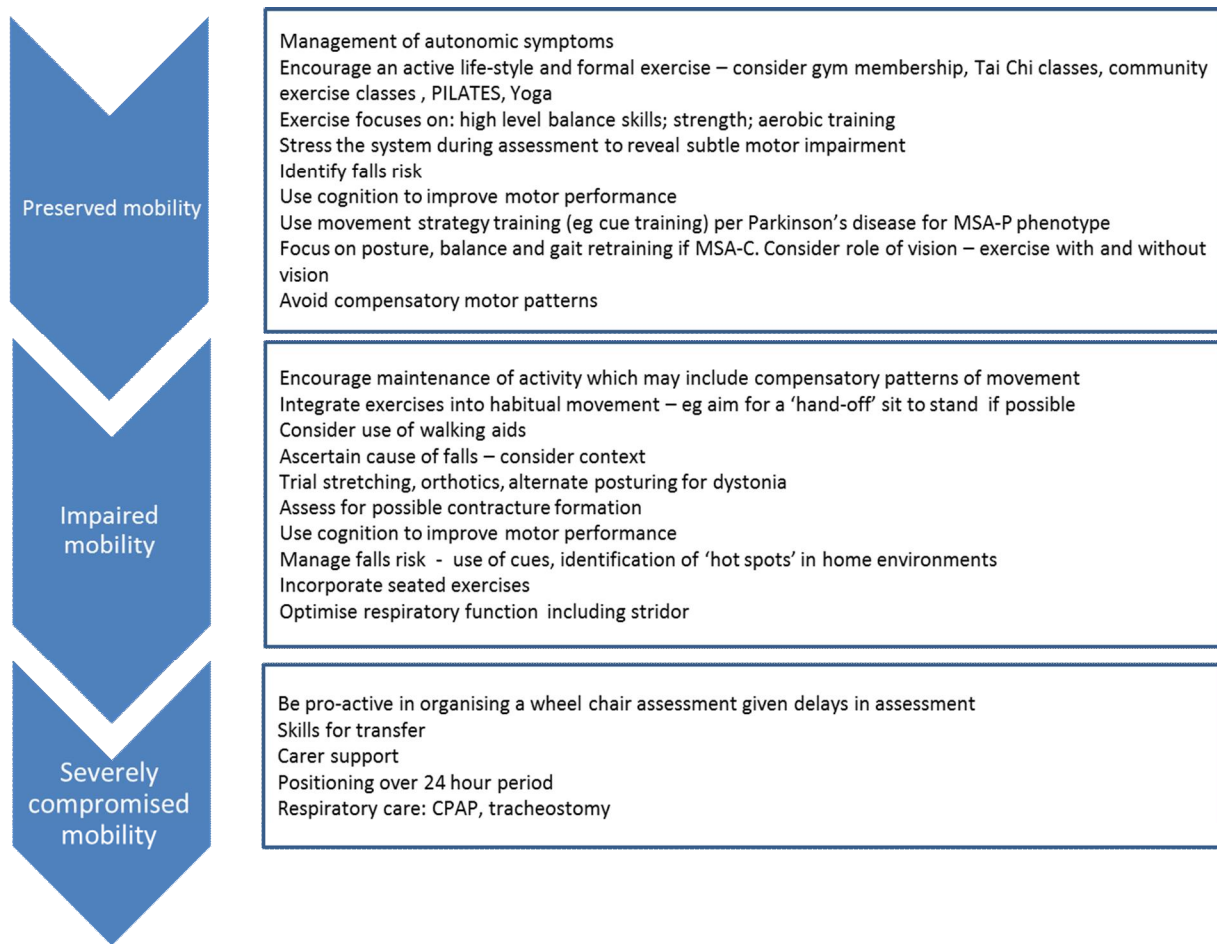 Preserved mobility
Management of autonomic symptoms
Encourage an active life-style and formal exercise – consider gym membership, Tai Chi classes, community
exercise classes , PILATES, Yoga
Exercise focuses on: high level balance skills; strength; aerobic training
Stress the system during assessment to reveal subtle motor impairment
Identify falls risk
Use cognition to improve motor performance
Use movement strategy training (eg cue training) per Parkinson's disease for MSA-P phenotype
Focus on posture, balance and gait retraining if MSA-C. Consider role of vision – exercise with and without
vision
Avoid compensatory motor patterns
Impaired
mobility
Encourage maintenance of activity which may include compensatory patterns of movement
Integrate exercises into habitual movement – eg aim for a 'hand-off' sit to stand if possible
Consider use of walking aids
Ascertain cause of falls – consider context
Trial stretching, orthotics, alternate posturing for dystonia
Assess for possible contracture formation
Use cognition to improve motor performance
Manage falls risk - use of cues, identification of 'hot spots' in home environments
Incorporate seated exercises
Optimise respiratory function including stridor
Severely
compromised
mobility
Be pro-active in organising a wheel chair assessment given delays in assessment
Skills for transfer
Carer support
Positioning over 24 hour period
Respiratory care: CPAP, tracheostomy